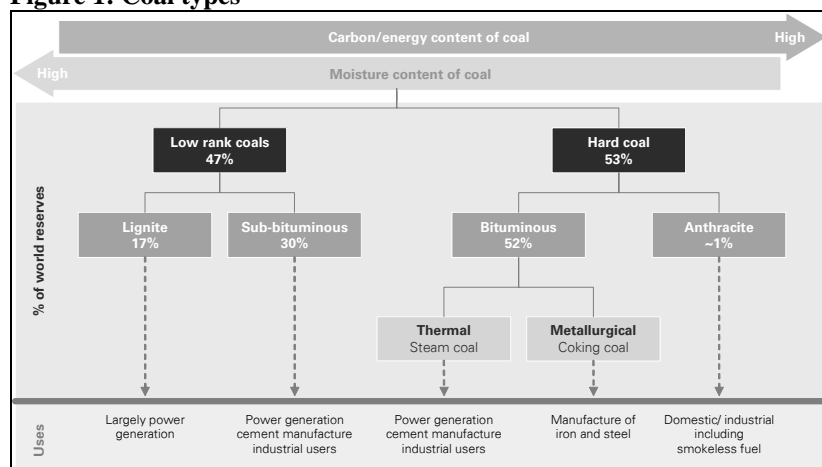 Figure 1: Coal types
Carbon/energy content of coal
High
High
Moisture content of coal
% of world reserves
Low rank coals
47%
Hard coal
53%
Lignite
17%
Sub-bituminous
30%
Bituminous
52%
Anthracite
~1%
Thermal
Steam coal
Metallurgical
Coking coal
Uses
Largely power
generation
Power generation
cement manufacture
industrial users
Power generation
cement manufacture
industrial users
Manufacture of
iron and steel
Domestic/ industrial
including
smokeless fuel